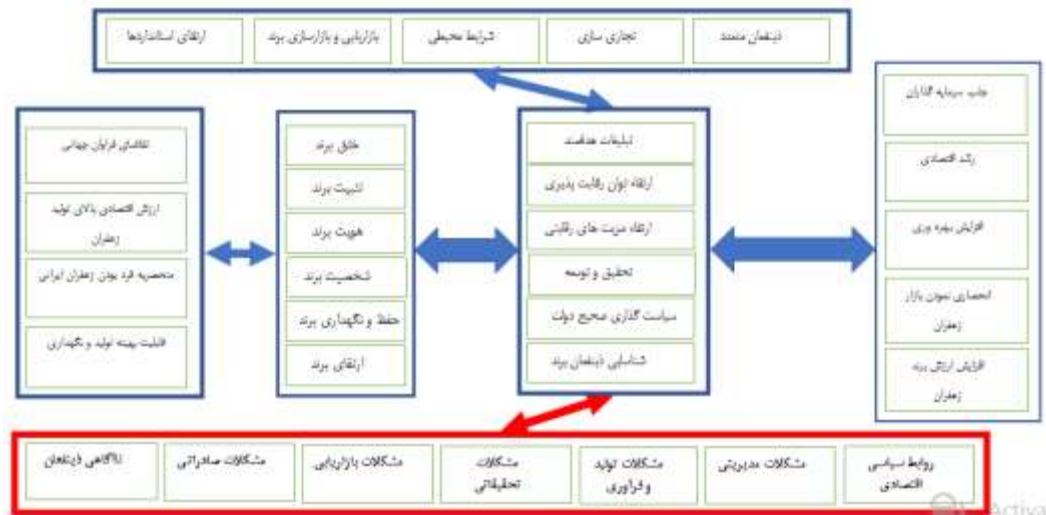 ذینفعان متعدد
تجاری سازی
شرایط محیطی
بازاریابی و بازارسازی برند
ارتقای استانداردها
جذب سرمایه گذاران
رشد اقتصادی
افزایش بهره وری
انحصاری نمودن بازار
زعفران
افزایش ارزش برند
زعفران
تبلیغات هدفمند
ارتقاء توان رقابت پذیری
ارتقاء مزیت های رقابتی
تحقیق و توسعه
سیاست گذاری صحیح دولت
شناسایی ذینفعان برند
خلق برند
تثبیت برند
هویت برند
شخصیت برند
حفظ و نگهداری برند
ارتقای برند
تقاضای فراوان جهانی
ارزش اقتصادی بالای تولید
زعفران
منحصربه فرد بودن زعفران ایرانی
قابلیت بهینه تولید و نگهداری
روابط سیاسی
اقتصادی
مشکلات مدیریتی
مشکلات تولید
و فرآوری
مشکلات
تحقیقاتی
مشکلات بازاریابی
مشکلات صادراتی
ناآگاهی ذینفعان
Activa